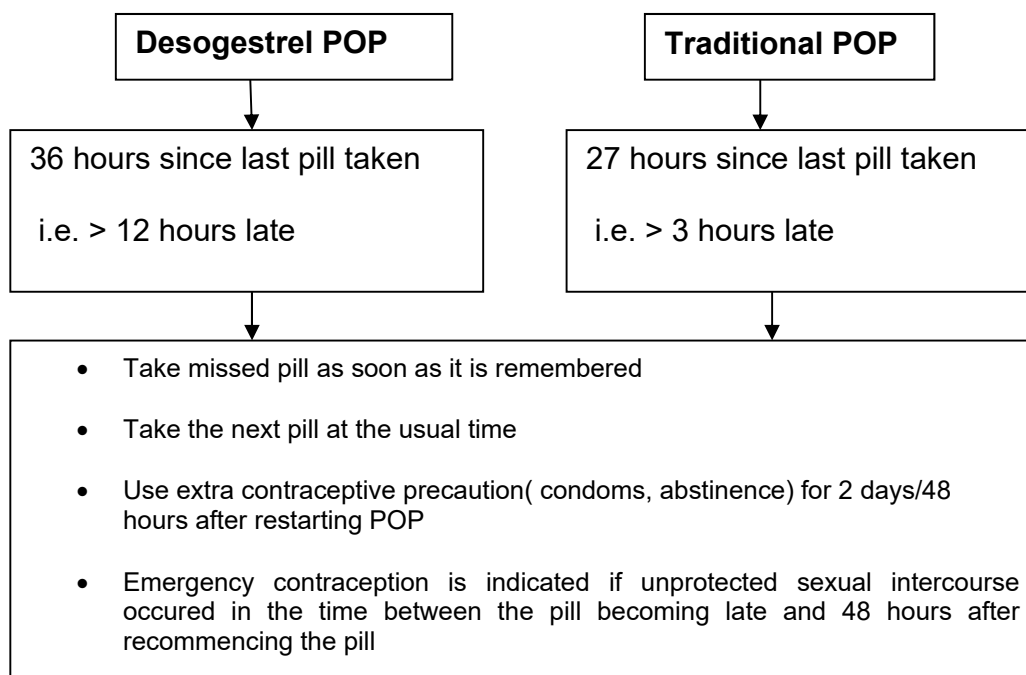 Desogestrel POP
Traditional POP
36 hours since last pill taken
i.e. > 12 hours late
27 hours since last pill taken
i.e. > 3 hours late
• Take missed pill as soon as it is remembered
• Take the next pill at the usual time
• Use extra contraceptive precaution( condoms, abstinence) for 2 days/48
hours after restarting POP
• Emergency contraception is indicated if unprotected sexual intercourse
occured in the time between the pill becoming late and 48 hours after
recommencing the pill